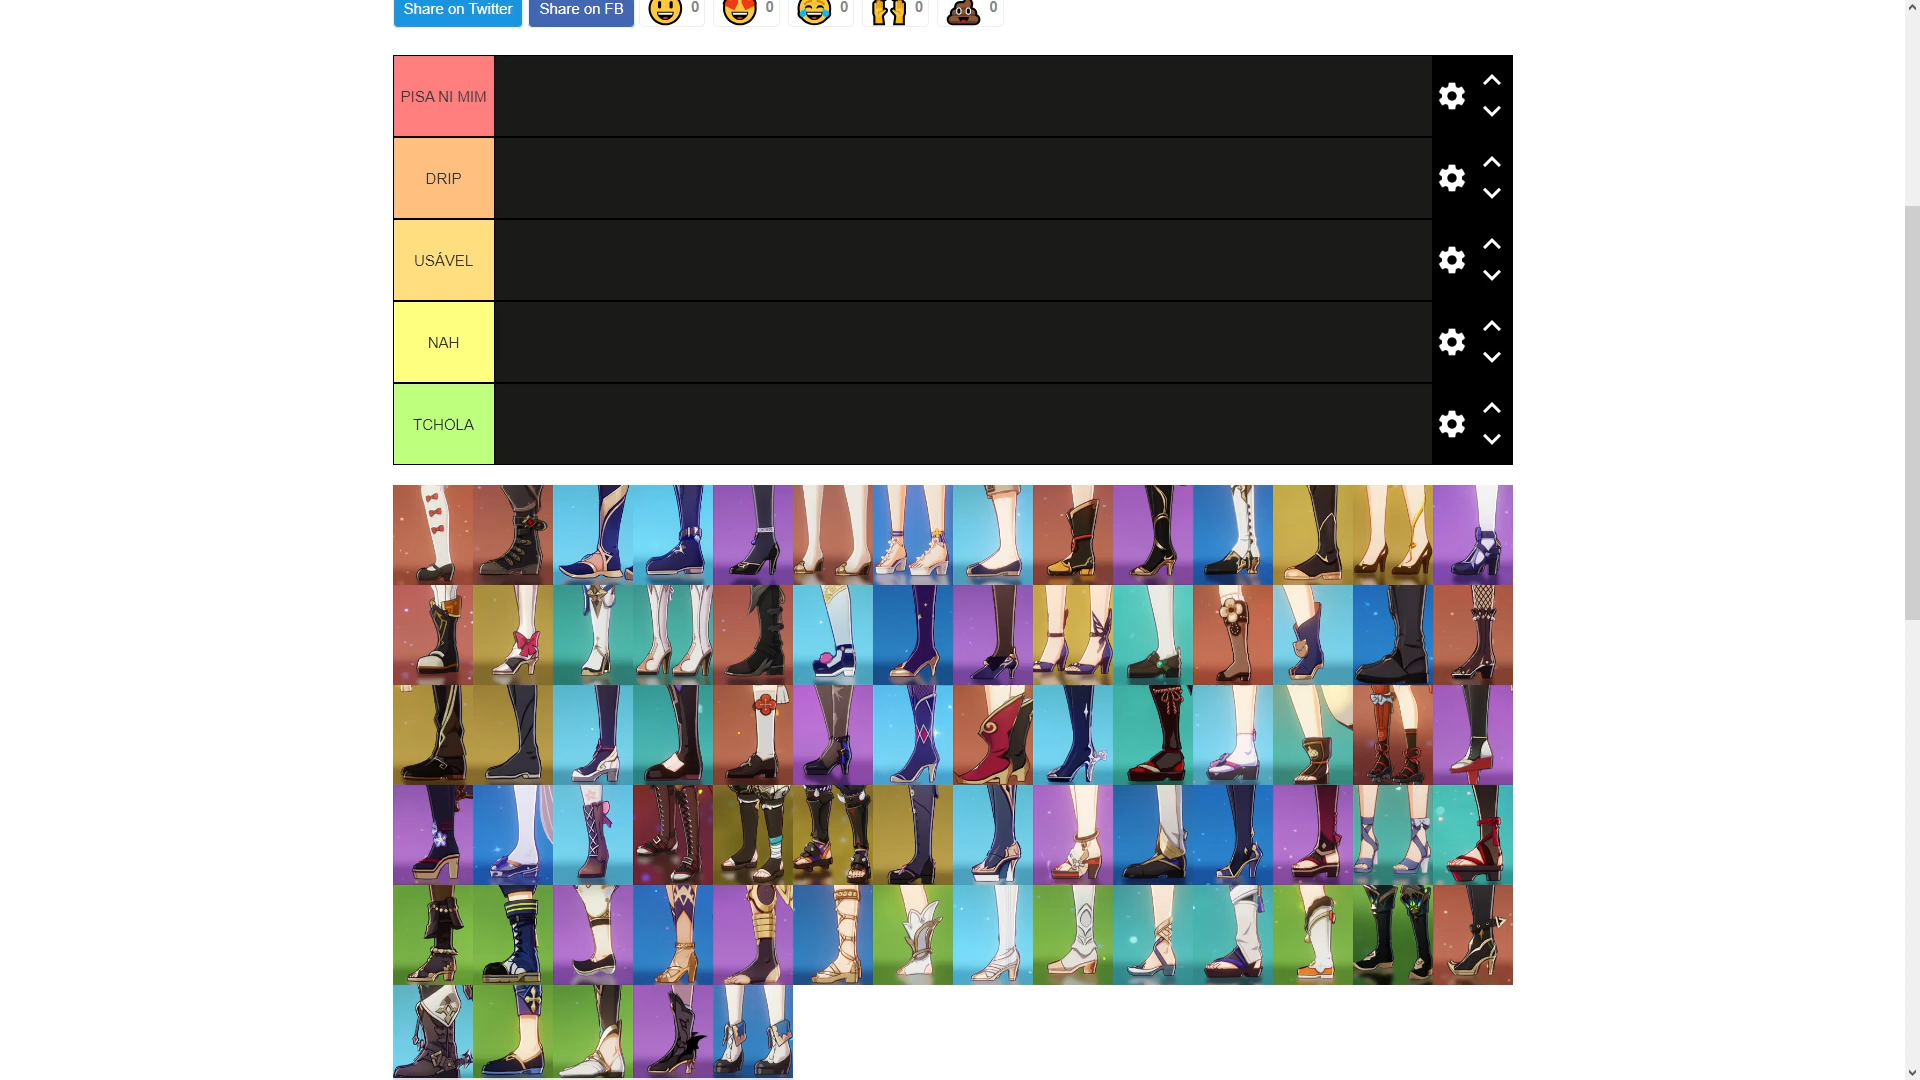 Share on Twitter
Share on FB
0
0
0
0
0
PISA NI MIM
DRIP
USÁVEL
NAH
TCHOLA